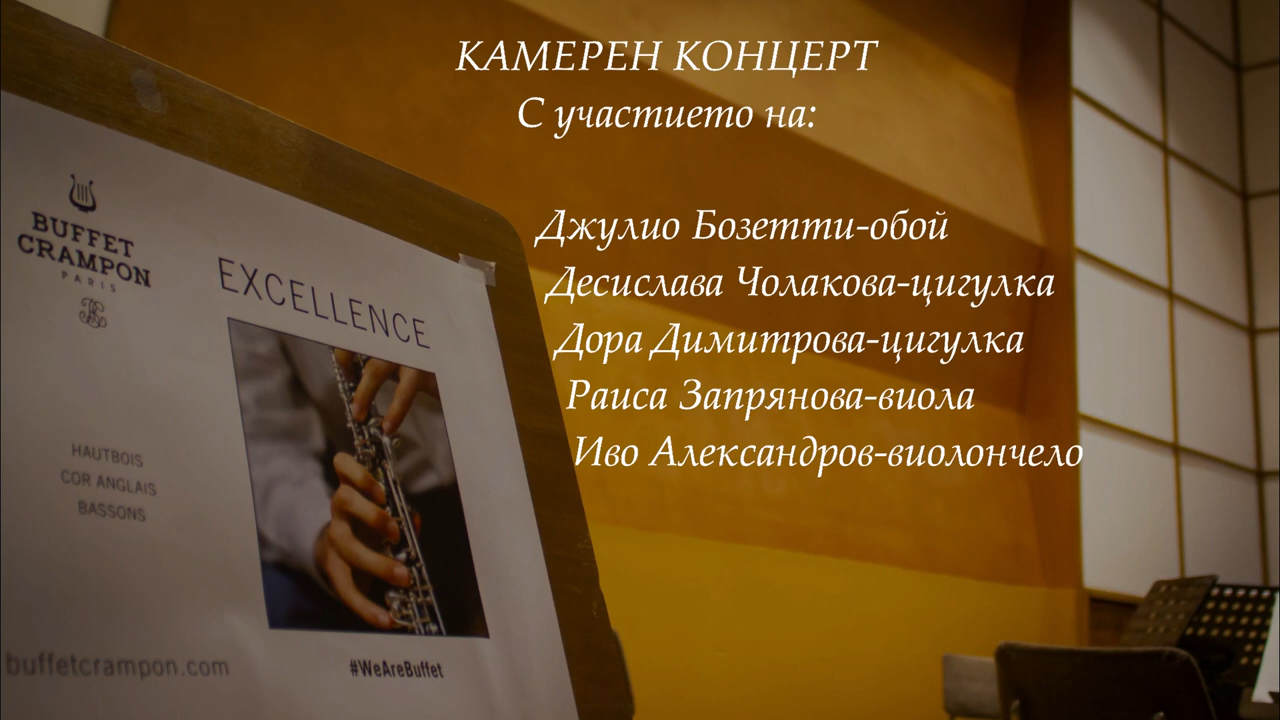 КАМЕРЕН КОНЦЕРТ
С участието на:
Джулио Бозетти-обой
Десислава Чолакова-цигулка
Дора Димитрова-цигулка
Раиса Запрянова-виола
Иво Александров-виолончело
BUFFET
CRAMPON
PARIS
EXCELLENCE
HAUTBOIS
COR ANGLAIS
BASSONS
buffetcrampon.com
#WeAreBuffet